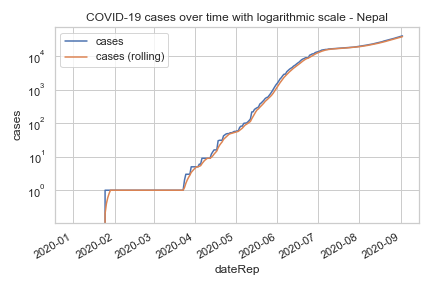 COVID-19 cases over time with logarithmic scale - Nepal
cases
cases (rolling)
10^4
10^3
10^2
10^1
10^0
cases
2020-01
2020-02
2020-03
2020-04
2020-05
2020-06
2020-07
2020-08
2020-09
dateRep